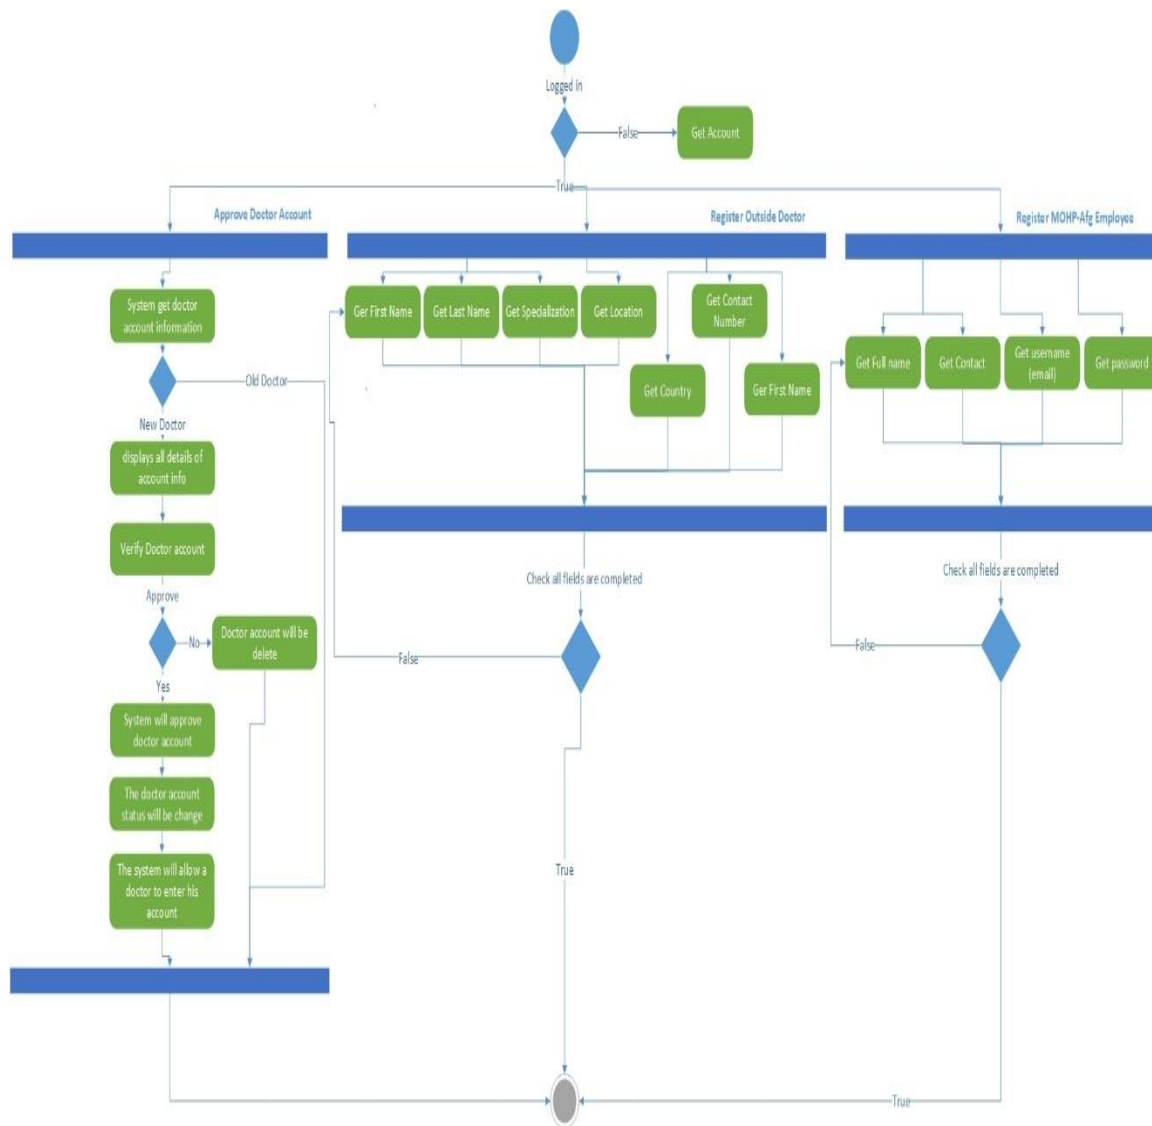 Logged in
False
Get Account
True
Approve Doctor Account
Register Outside Doctor
Register MOHP-Afg Employee
System get doctor
account information
Old Doctor
New Doctor
displays all details of
account info
Verify Doctor account
Approve
No
Doctor account will be
delete
Yes
System will approve
doctor account
The doctor account
status will be change
The system will allow a
doctor to enter his
account
Ger First Name
Get Last Name
Get Specialization
Get Location
Get Contact
Number
Get Country
Ger First Name
Check all fields are completed
False
True
Get Full name
Get Contact
Get username
(email)
Get password
Check all fields are completed
False
True